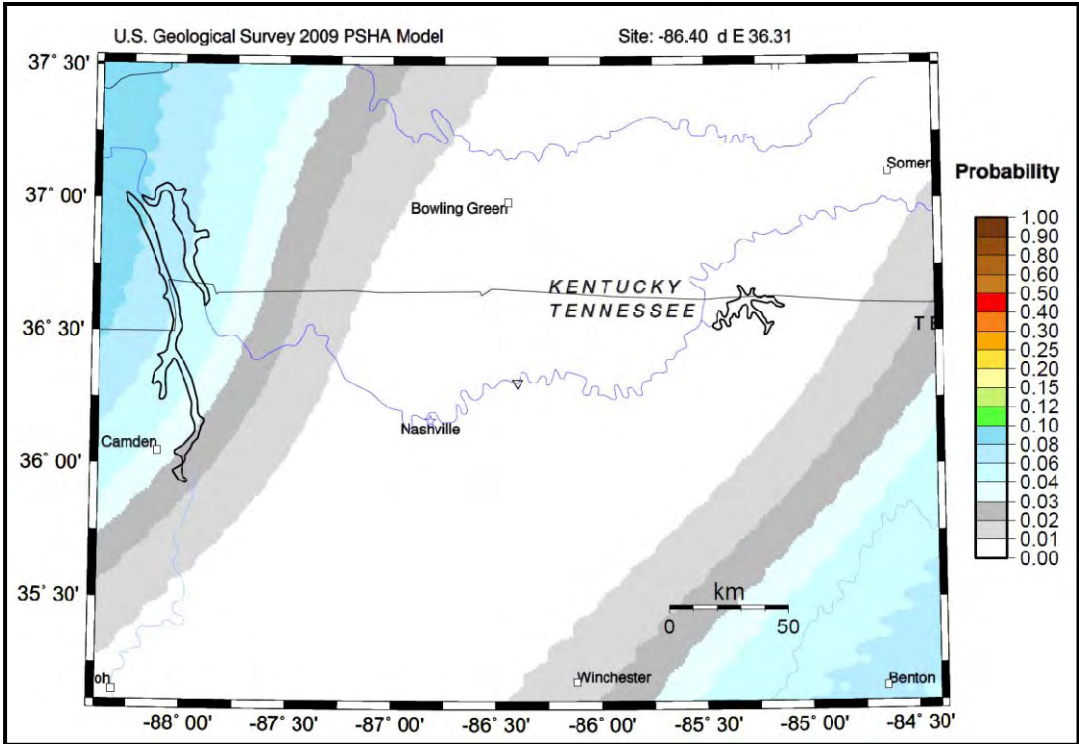 U.S. Geological Survey 2009 PSHA Model Site: -86.40 d E 36.31
37˚ 30'
37˚ 00'
36˚ 30'
36˚ 00'
35˚ 30'
Somer
Bowling Green
KENTUCKY
TENNESSEE
T E
Camden
Nashville
km
0 50
oh
Winchester
Benton
-88˚ 00' -87˚ 30' -87˚ 00' -86˚ 30' -86˚ 00' -85˚ 30' -85˚ 00' -84˚ 30'
Probability
1.00
0.90
0.80
0.60
0.50
0.40
0.30
0.25
0.20
0.15
0.12
0.10
0.08
0.06
0.04
0.03
0.02
0.01
0.00